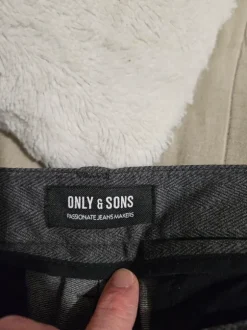 ONLY & SONS
PASSIONATE JEANS MAKERS